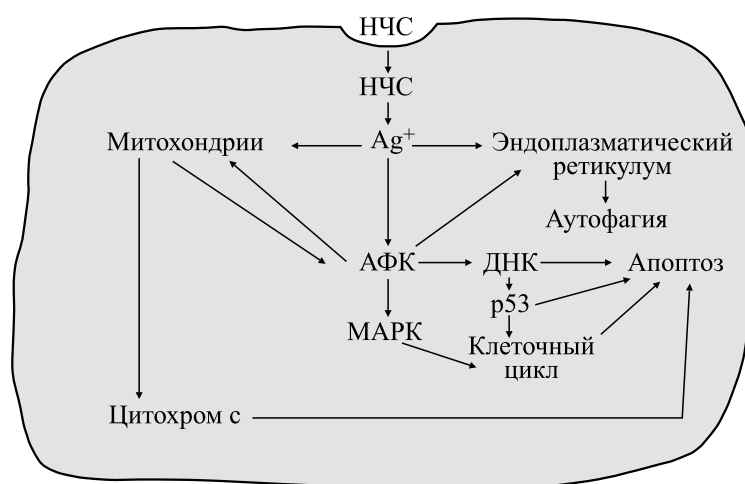 НЧС
НЧС
Митохондрии
Ag+
Эндоплазматический
ретикулум
Аутофагия
АФК
ДНК
Апоптоз
p53
МАРК
Клеточный
цикл
Цитохром с